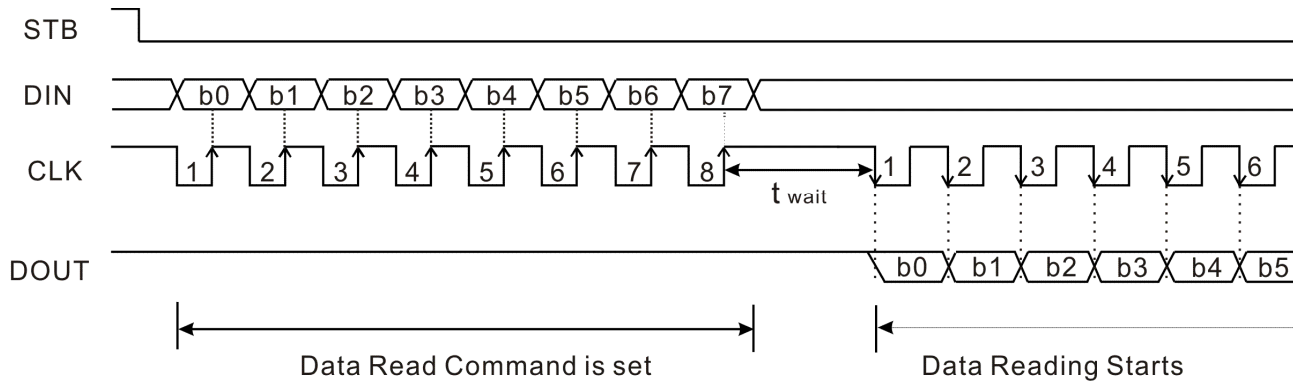 STB
DIN b0 b1 b2 b3 b4 b5 b6 b7
CLK 1 2 3 4 5 6 7 8 1 2 3 4 5 6
t wait
DOUT b0 b1 b2 b3 b4 b5
Data Read Command is set Data Reading Starts